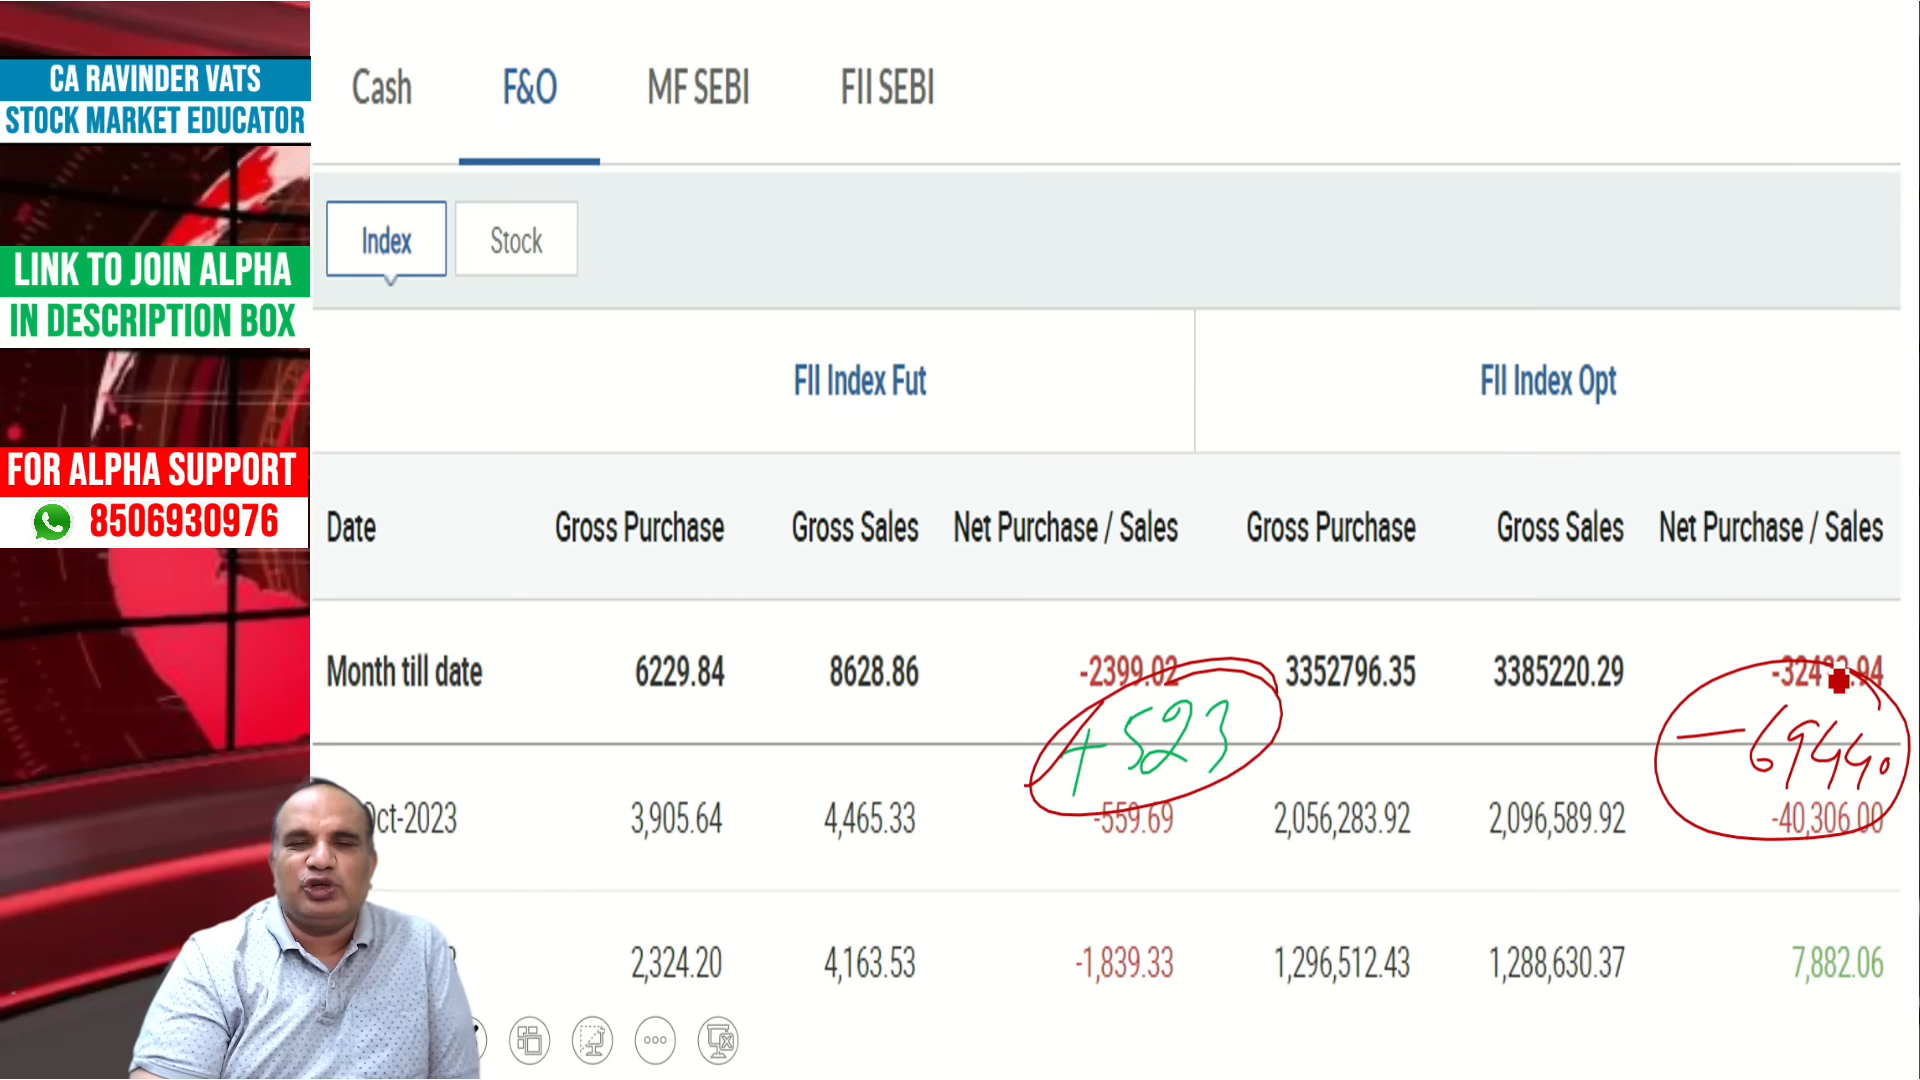 CA RAVINDER VATS
STOCK MARKET EDUCATOR
LINK TO JOIN ALPHA
IN DESCRIPTION BOX
FOR ALPHA SUPPORT
8506930976
Cash F&O MF SEBI FII SEBI
Index Stock
FII Index Fut FII Index Opt
Date Gross Purchase Gross Sales Net Purchase / Sales Gross Purchase Gross Sales Net Purchase / Sales
Month till date 6229.84 8628.86 -2399.02 3352796.35 3385220.29
+523 -69440
3,905.64 4,465.33 -559.69 2,056,283.92 2,096,589.92 -40,306.00
2,324.20 4,163.53 -1,839.33 1,296,512.43 1,288,630.37 7,882.06